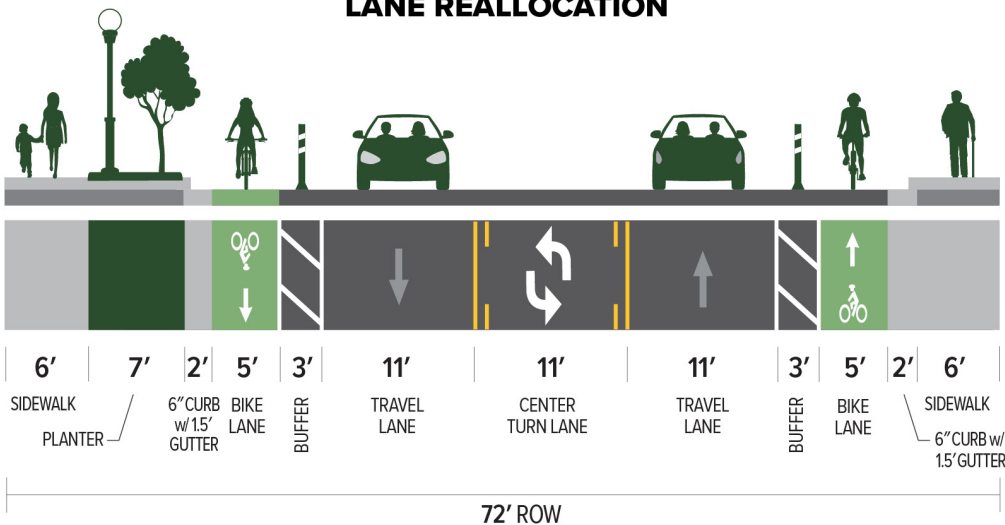 LANE REALLOCATION
6’ 7’ 2’ 5’ 3’ 11’ 11’ 11’ 3’ 5’ 2’ 6’
SIDEWALK
PLANTER
6″ CURB
w/ 1.5’
GUTTER
BIKE
LANE
BUFFER
TRAVEL
LANE
CENTER
TURN LANE
TRAVEL
LANE
BUFFER
BIKE
LANE
6″ CURB w/
1.5’ GUTTER
SIDEWALK
72’ ROW